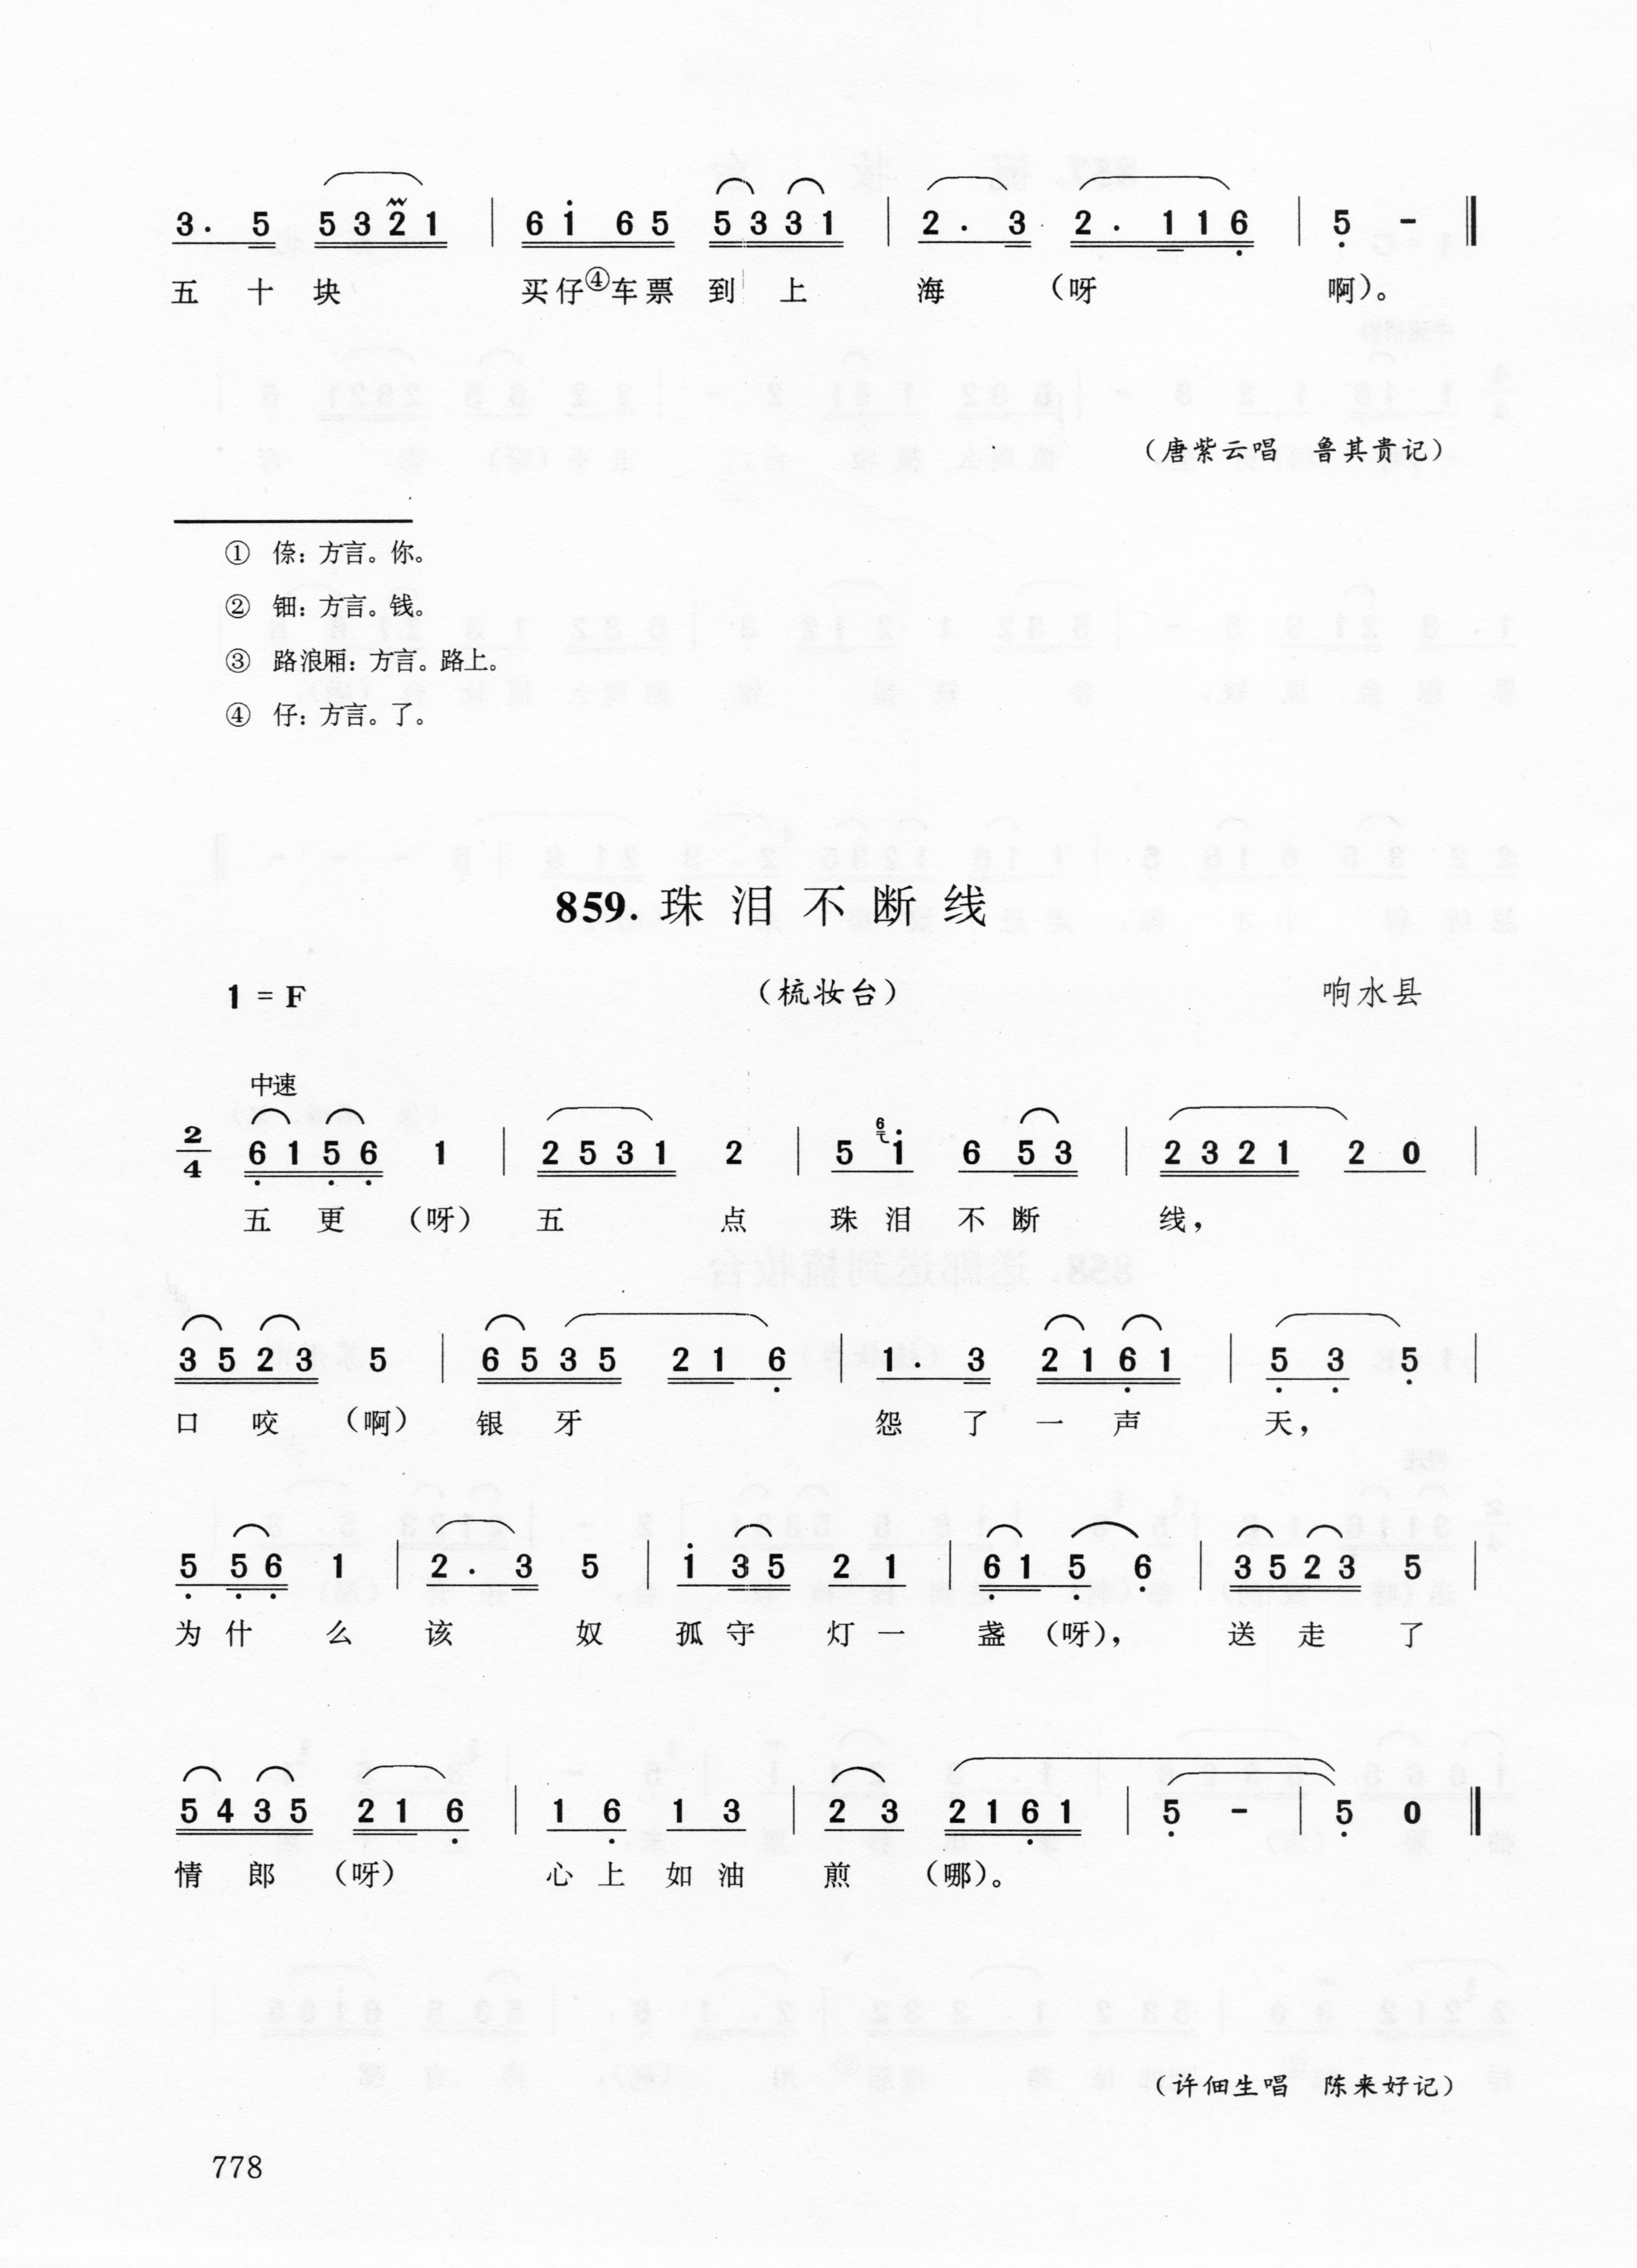 3. 5 5 3 2 1 | 6 i 6 5 5 3 3 1 | 2 . 3 2 . 1 1 6 | 5 - ‖
五 十 块 买仔④车票 到 上 海 (呀 啊)。
(唐紫云唱 鲁其贵记)
① 倷：方言。你。
② 钿：方言。钱。
③ 路浪厢：方言。路上。
④ 仔：方言。了。
859. 珠泪不断线
1 = F (梳妆台) 响水县
中速
2/4 6 1 5 6 1 | 2 5 3 1 2 | 5 6 i 6 5 3 | 2 3 2 1 2 0 |
五 更 (呀) 五 点 珠 泪 不 断 线,
3 5 2 3 5 | 6 5 3 5 2 1 6 | 1 . 3 2 1 6 1 | 5 3 5 |
口 咬 (啊) 银 牙 怨 了 一 声 天,
5 5 6 1 | 2 . 3 5 | i 3 5 2 1 | 6 1 5 6 | 3 5 2 3 5 |
为 什 么 该 奴 孤 守 灯 一 盏 (呀), 送 走 了
5 4 3 5 2 1 6 | 1 6 1 3 | 2 3 2 1 6 1 | 5 - | 5 0 ‖
情 郎 (呀) 心 上 如 油 煎 (哪)。
(许佃生唱 陈来好记)
778